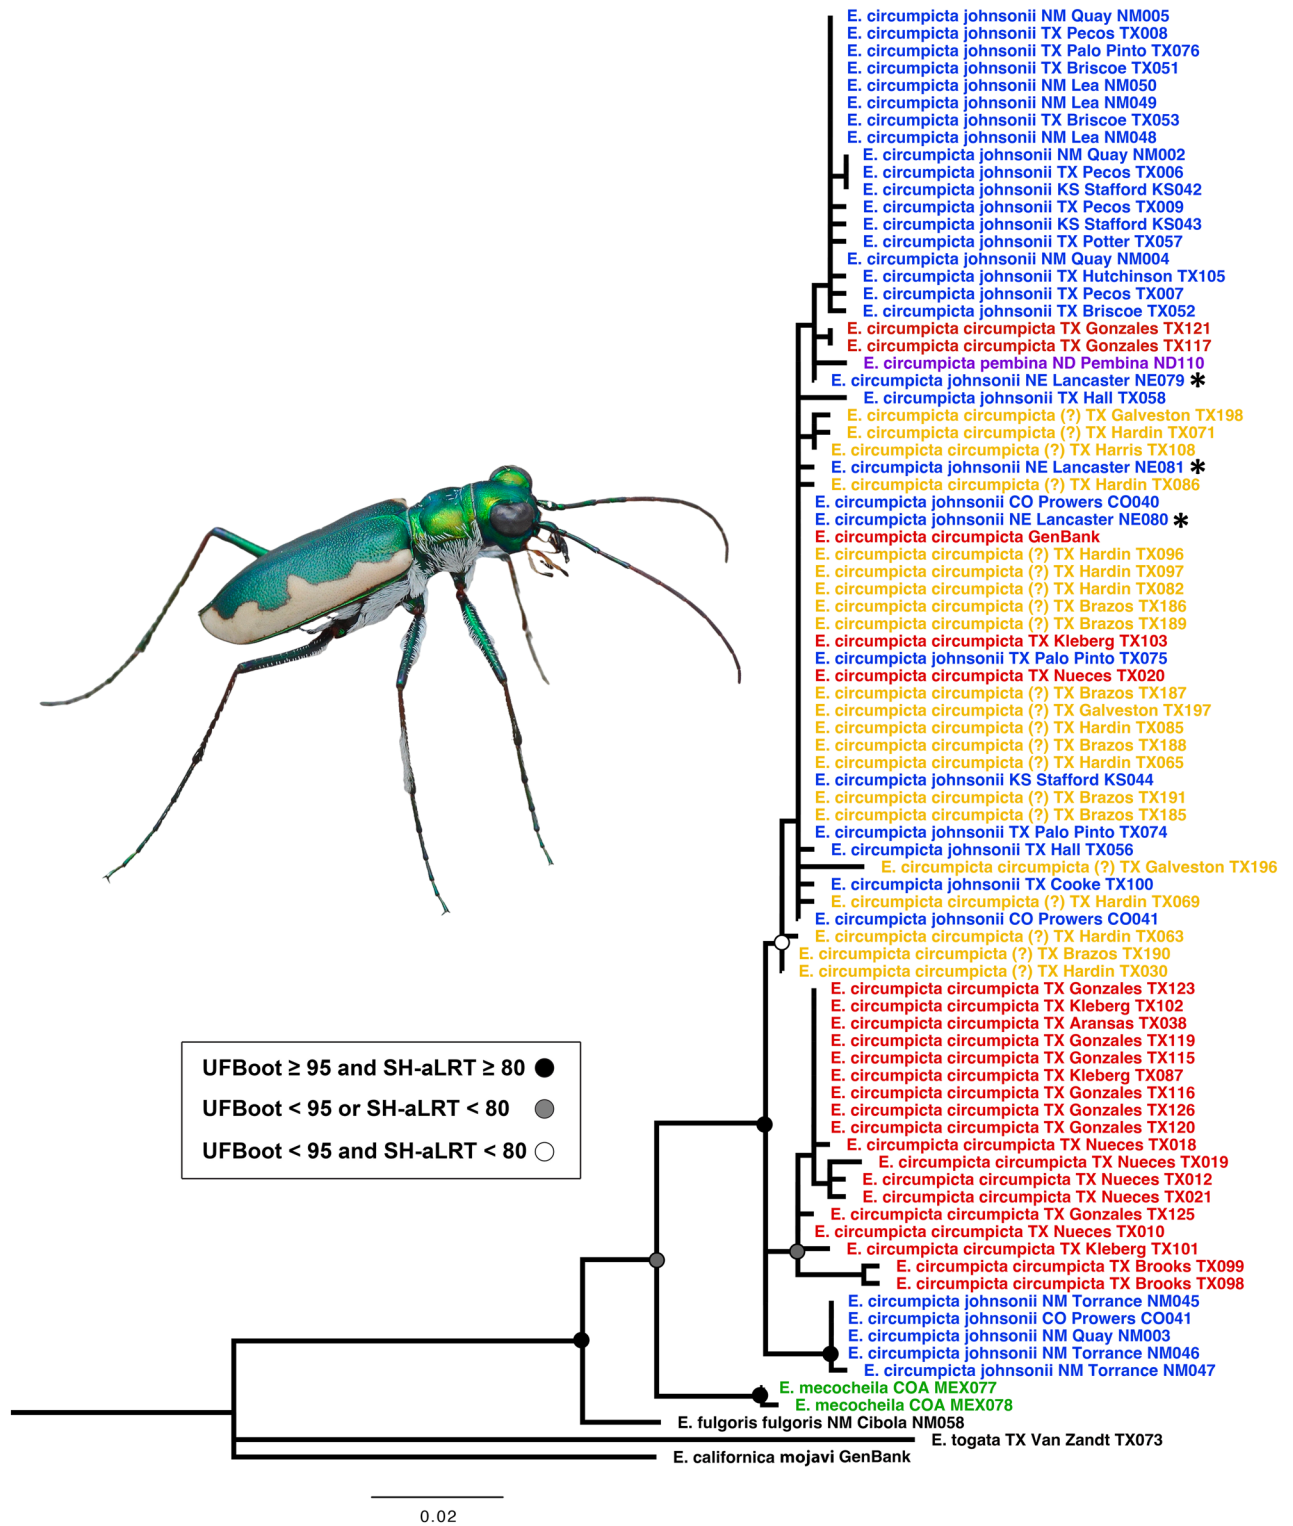 E. circumpicta johnsonii NM Quay NM005
E. circumpicta johnsonii TX Pecos TX008
E. circumpicta johnsonii TX Palo Pinto TX076
E. circumpicta johnsonii TX Briscoe TX051
E. circumpicta johnsonii NM Lea NM050
E. circumpicta johnsonii NM Lea NM049
E. circumpicta johnsonii TX Briscoe TX053
E. circumpicta johnsonii NM Lea NM048
E. circumpicta johnsonii NM Quay NM002
E. circumpicta johnsonii TX Pecos TX006
E. circumpicta johnsonii KS Stafford KS042
E. circumpicta johnsonii TX Pecos TX009
E. circumpicta johnsonii KS Stafford KS043
E. circumpicta johnsonii TX Potter TX057
E. circumpicta johnsonii NM Quay NM004
E. circumpicta johnsonii TX Hutchinson TX105
E. circumpicta johnsonii TX Pecos TX007
E. circumpicta johnsonii TX Briscoe TX052
E. circumpicta circumpicta TX Gonzales TX121
E. circumpicta circumpicta TX Gonzales TX117
E. circumpicta pembina ND Pembina ND110
E. circumpicta johnsonii NE Lancaster NE079 *
E. circumpicta johnsonii TX Hall TX058
E. circumpicta circumpicta (?) TX Galveston TX198
E. circumpicta circumpicta (?) TX Hardin TX071
E. circumpicta circumpicta (?) TX Harris TX108
E. circumpicta johnsonii NE Lancaster NE081 *
E. circumpicta circumpicta (?) TX Hardin TX086
E. circumpicta johnsonii CO Prowers CO040
E. circumpicta johnsonii NE Lancaster NE080 *
E. circumpicta circumpicta GenBank
E. circumpicta circumpicta (?) TX Hardin TX096
E. circumpicta circumpicta (?) TX Hardin TX097
E. circumpicta circumpicta (?) TX Hardin TX082
E. circumpicta circumpicta (?) TX Brazos TX186
E. circumpicta circumpicta (?) TX Brazos TX189
E. circumpicta circumpicta TX Kleberg TX103
E. circumpicta johnsonii TX Palo Pinto TX075
E. circumpicta circumpicta TX Nueces TX020
E. circumpicta circumpicta (?) TX Brazos TX187
E. circumpicta circumpicta (?) TX Galveston TX197
E. circumpicta circumpicta (?) TX Hardin TX085
E. circumpicta circumpicta (?) TX Brazos TX188
E. circumpicta circumpicta (?) TX Hardin TX065
E. circumpicta johnsonii KS Stafford KS044
E. circumpicta circumpicta (?) TX Brazos TX191
E. circumpicta circumpicta (?) TX Brazos TX185
E. circumpicta johnsonii TX Palo Pinto TX074
E. circumpicta johnsonii TX Hall TX056
E. circumpicta circumpicta (?) TX Galveston TX196
E. circumpicta johnsonii TX Cooke TX100
E. circumpicta circumpicta (?) TX Hardin TX069
E. circumpicta johnsonii CO Prowers CO041
E. circumpicta circumpicta (?) TX Hardin TX063
E. circumpicta circumpicta (?) TX Brazos TX190
E. circumpicta circumpicta (?) TX Hardin TX030
E. circumpicta circumpicta TX Gonzales TX123
E. circumpicta circumpicta TX Kleberg TX102
E. circumpicta circumpicta TX Aransas TX038
E. circumpicta circumpicta TX Gonzales TX119
E. circumpicta circumpicta TX Gonzales TX115
E. circumpicta circumpicta TX Kleberg TX087
E. circumpicta circumpicta TX Gonzales TX116
E. circumpicta circumpicta TX Gonzales TX126
E. circumpicta circumpicta TX Gonzales TX120
E. circumpicta circumpicta TX Nueces TX018
E. circumpicta circumpicta TX Nueces TX019
E. circumpicta circumpicta TX Nueces TX012
E. circumpicta circumpicta TX Nueces TX021
E. circumpicta circumpicta TX Gonzales TX125
E. circumpicta circumpicta TX Nueces TX010
E. circumpicta circumpicta TX Kleberg TX101
E. circumpicta circumpicta TX Brooks TX099
E. circumpicta circumpicta TX Brooks TX098
E. circumpicta johnsonii NM Torrance NM045
E. circumpicta johnsonii CO Prowers CO041
E. circumpicta johnsonii NM Quay NM003
E. circumpicta johnsonii NM Torrance NM046
E. circumpicta johnsonii NM Torrance NM047
E. mecocheila COA MEX077
E. mecocheila COA MEX078
E. fulgoris fulgoris NM Cibola NM058
E. togata TX Van Zandt TX073
E. californica mojavi GenBank
UFBoot ≥ 95 and SH-aLRT ≥ 80
UFBoot < 95 or SH-aLRT < 80
UFBoot < 95 and SH-aLRT < 80
0.02